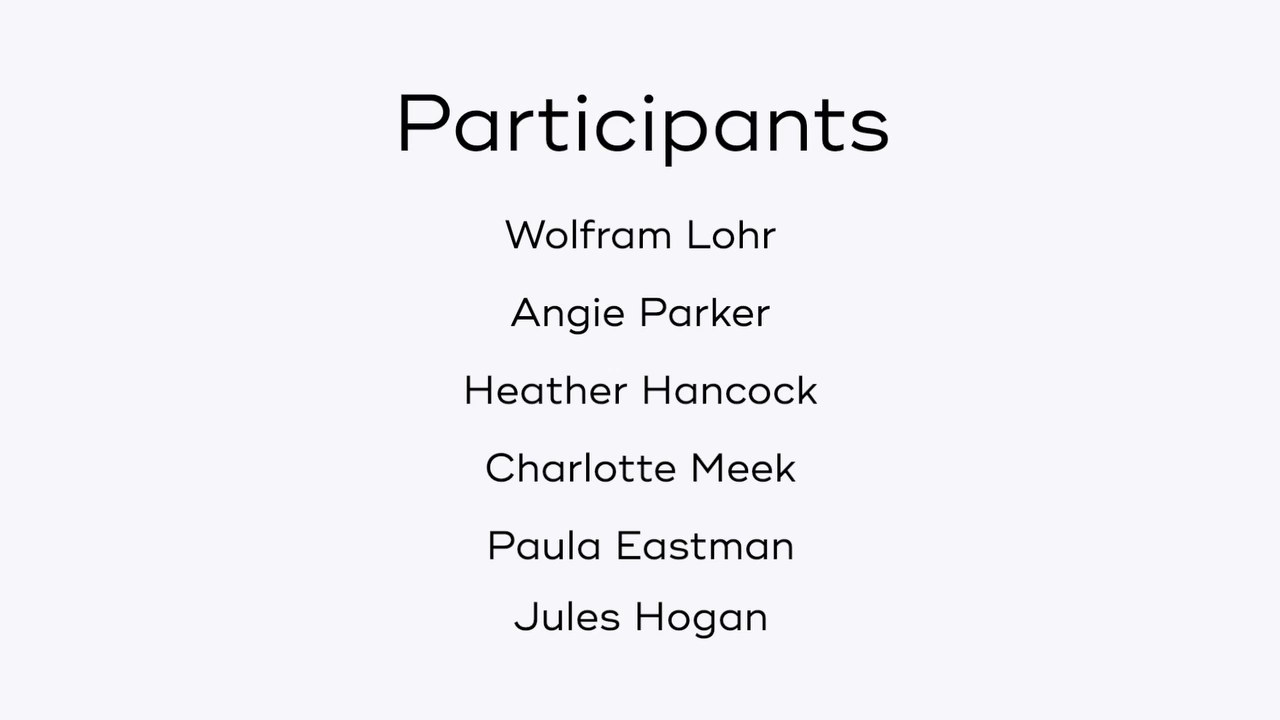 Participants
Wolfram Lohr
Angie Parker
Heather Hancock
Charlotte Meek
Paula Eastman
Jules Hogan